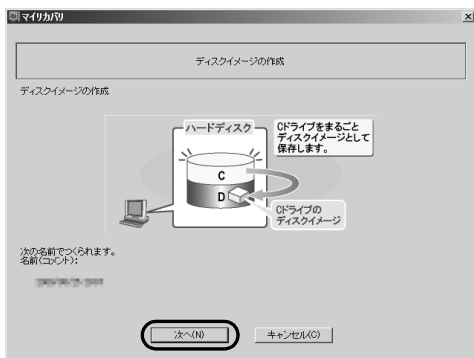 マイリカバリ
ディスクイメージの作成
ディスクイメージの作成
ハードディスク
Cドライブをまるごと
ディスクイメージとして
保存します。
C
D
Cドライブの
ディスクイメージ
次の名前でつくられます。
名前(コメント):
次へ(N)
キャンセル(C)